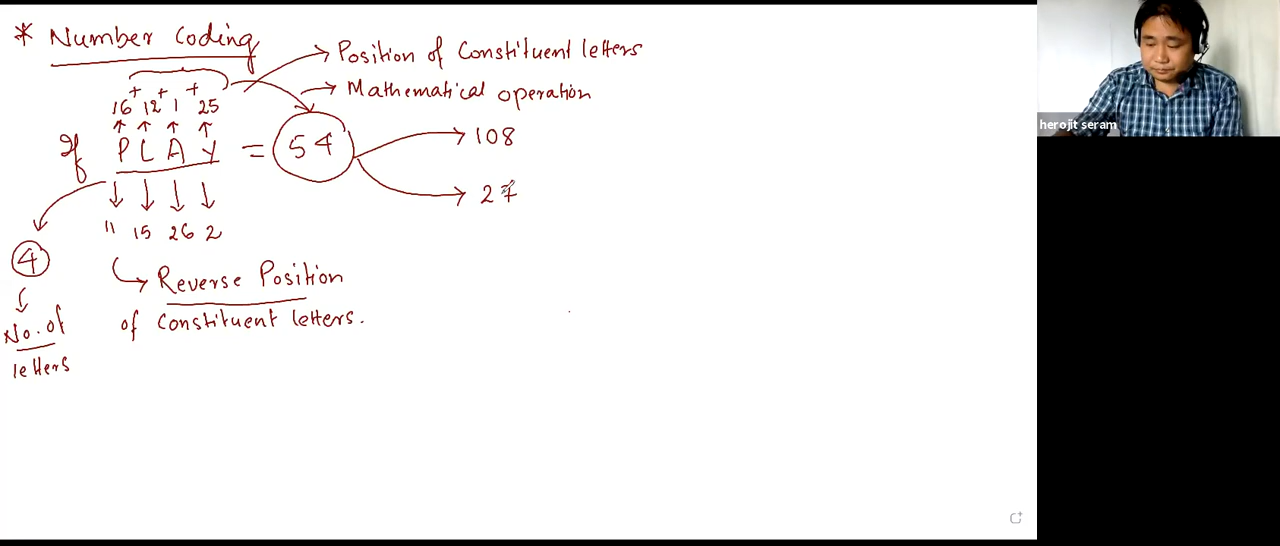 * Number Coding
Position of Constituent letters
Mathematical operation
+ + +
16 12 1 25
If PLAY = 54
108
27
11 15 26 2
4
Reverse Position
of Constituent letters.
No. of
letters
herojit seram